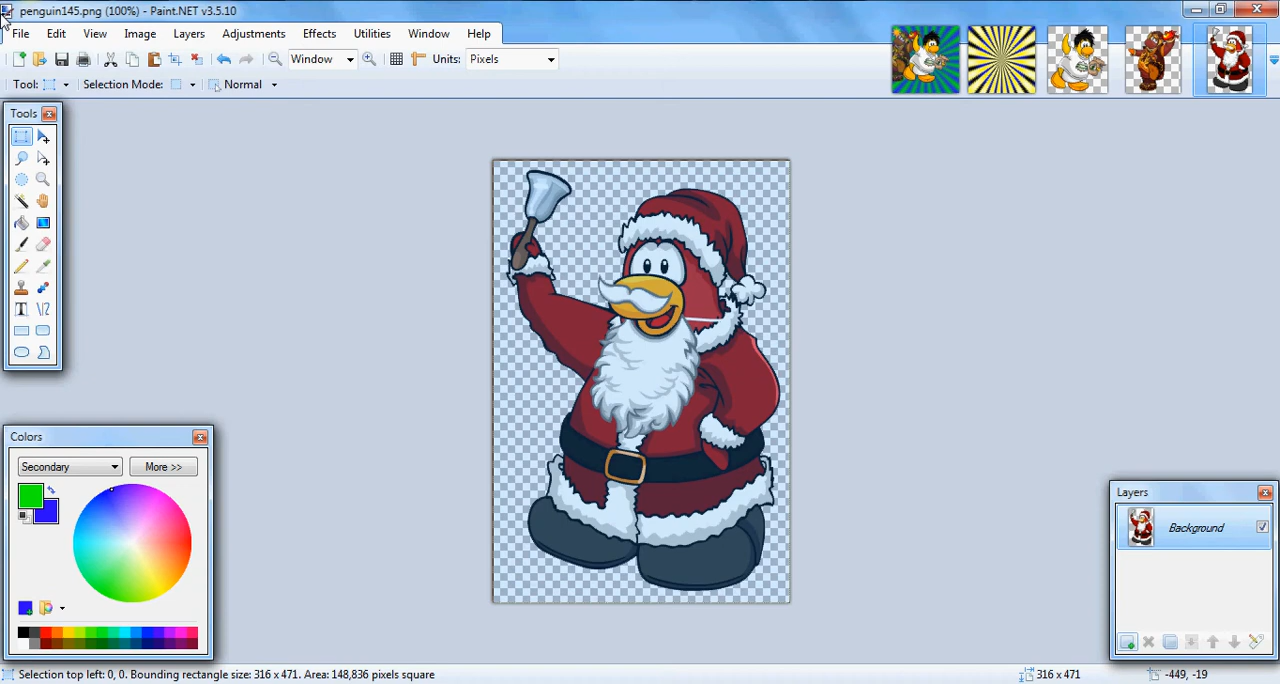 penguin145.png (100%) - Paint.NET v3.5.10
File Edit View Image Layers Adjustments Effects Utilities Window Help
Window Units: Pixels
Tool: Selection Mode: Normal
Tools
Colors
Secondary More >>
Layers
Background
Selection top left: 0, 0. Bounding rectangle size: 316 x 471. Area: 148,836 pixels square 316 x 471 -449, -19